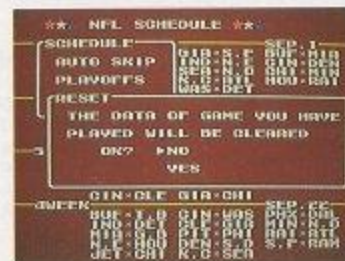 ** NFL SCHEDULE **
SCHEDULE SEP. 1
GIA-S.F BUF-MIA
AUTO SKIP IND-N.E CIN-DEN
SEA-N.O CHI-MIN
PLAYOFFS K.C-ATL HOU-RAI
WAS-DET
RESET
THE DATA OF GAME YOU HAVE
PLAYED WILL BE CLEARED
OK? ▶NO
YES
CIN-CLE GIA-CHI
WEEK SEP. 22
BUF-T.B CIN-WAS PHX-DAL
IND-DET MIN-N.O
MIA- PIT-PHI RAI-ATL
N.E-HOU DEN-S.D S.F-RAM
JET-CHI K.C-SEA